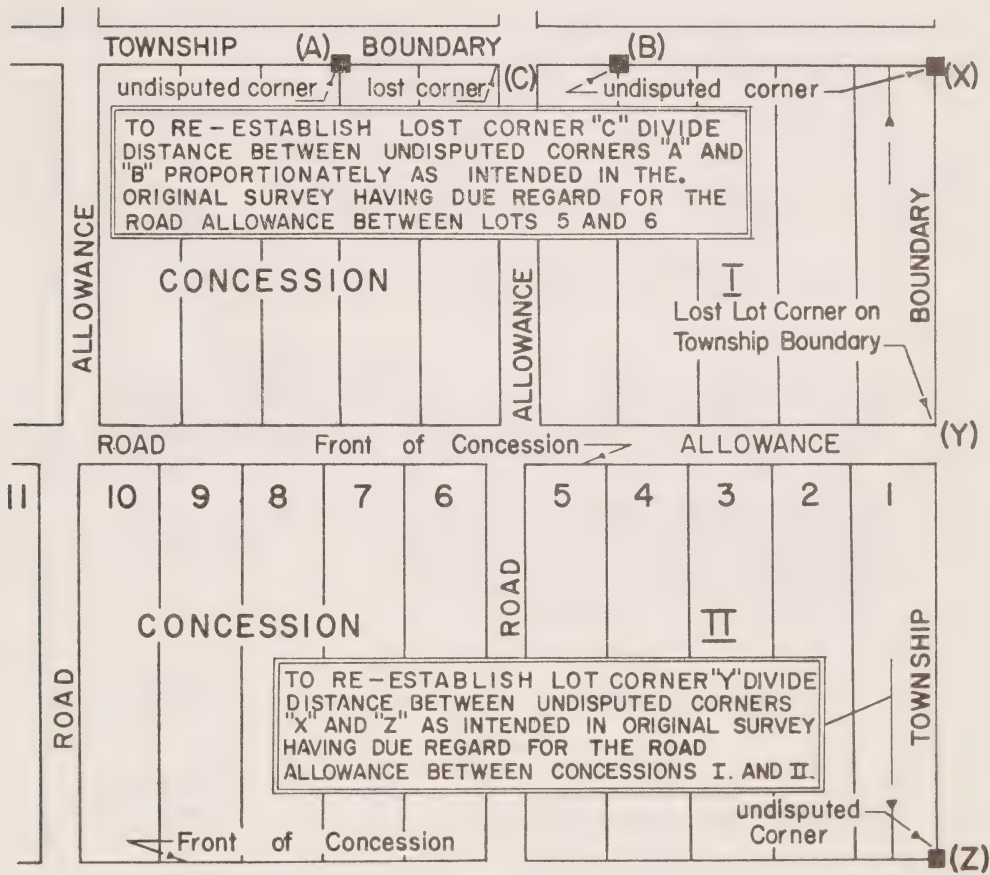 TOWNSHIP (A) BOUNDARY (B)
undisputed corner lost corner (C) undisputed corner (X)
TO RE-ESTABLISH LOST CORNER "C" DIVIDE
DISTANCE BETWEEN UNDISPUTED CORNERS "A" AND
"B" PROPORTIONATELY AS INTENDED IN THE.
ORIGINAL SURVEY HAVING DUE REGARD FOR THE
ROAD ALLOWANCE BETWEEN LOTS 5 AND 6
ALLOWANCE
CONCESSION
ALLOWANCE
I
BOUNDARY
Lost Lot Corner on
Township Boundary
(Y)
ROAD Front of Concession ALLOWANCE
11 10 9 8 7 6 5 4 3 2 1
ROAD
CONCESSION
ROAD
II
TOWNSHIP
TO RE-ESTABLISH LOT CORNER "Y" DIVIDE
DISTANCE BETWEEN UNDISPUTED CORNERS
"X" AND "Z" AS INTENDED IN ORIGINAL SURVEY
HAVING DUE REGARD FOR THE ROAD
ALLOWANCE BETWEEN CONCESSIONS I. AND II.
undisputed
Corner
Front of Concession
(Z)